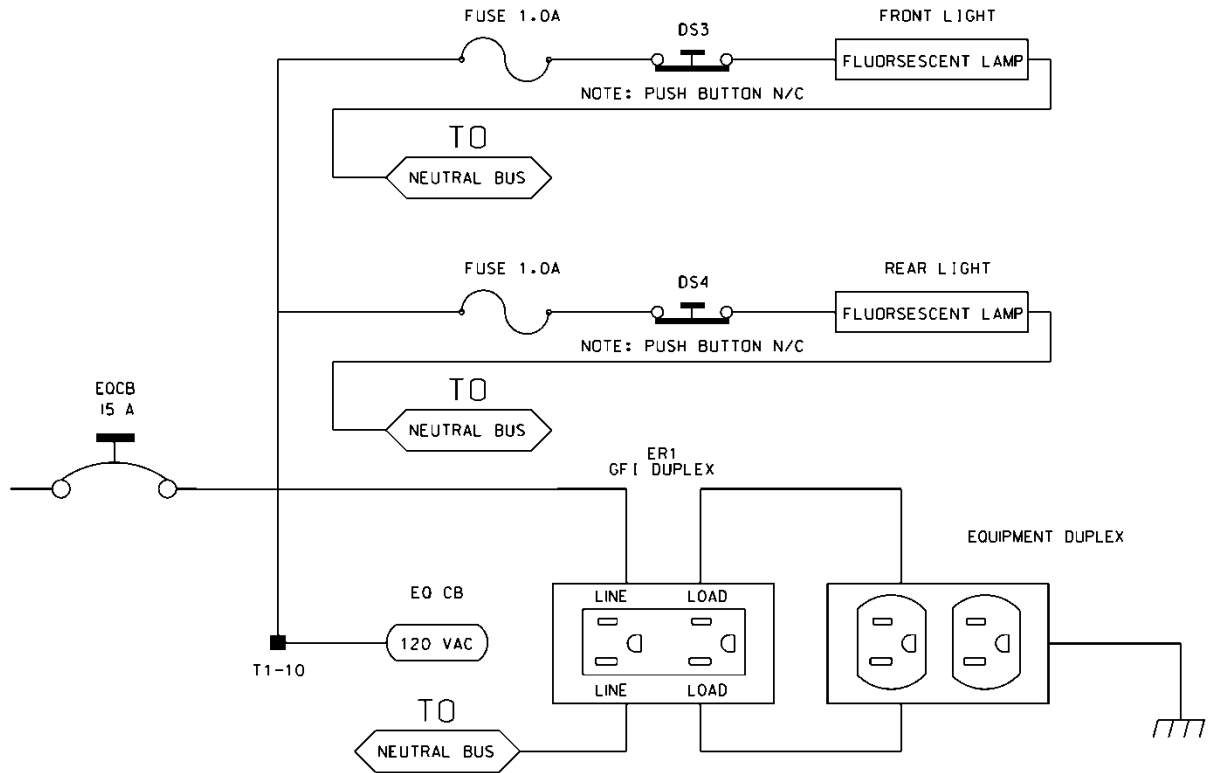 FUSE 1.0A
DS3
FRONT LIGHT
FLUORSESCENT LAMP
NOTE: PUSH BUTTON N/C
TO
NEUTRAL BUS
FUSE 1.0A
DS4
REAR LIGHT
FLUORSESCENT LAMP
NOTE: PUSH BUTTON N/C
TO
NEUTRAL BUS
EQCB
15 A
ER1
GFI DUPLEX
EQUIPMENT DUPLEX
EQ CB
120 VAC
T1-10
LINE LOAD
LINE LOAD
TO
NEUTRAL BUS